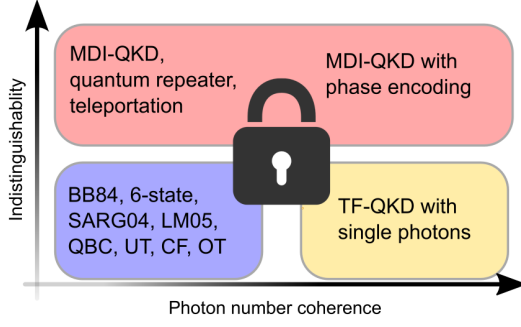 Indistinguishablity
MDI-QKD,
quantum repeater,
teleportation
MDI-QKD with
phase encoding
BB84, 6-state,
SARG04, LM05,
QBC, UT, CF, OT
TF-QKD with
single photons
Photon number coherence